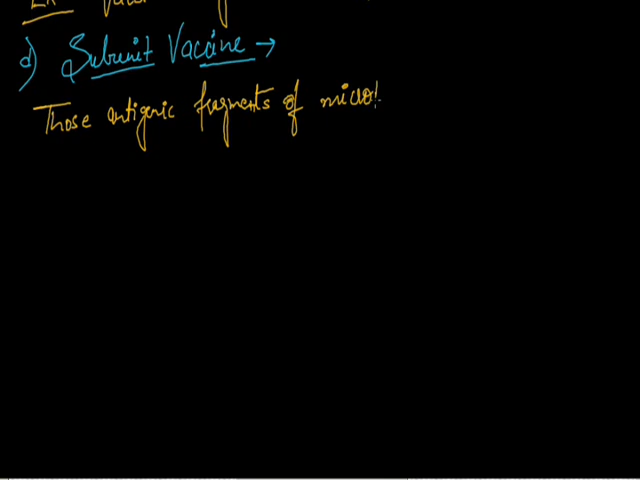 d) Subunit Vaccine →
Those antigenic fragments of micro